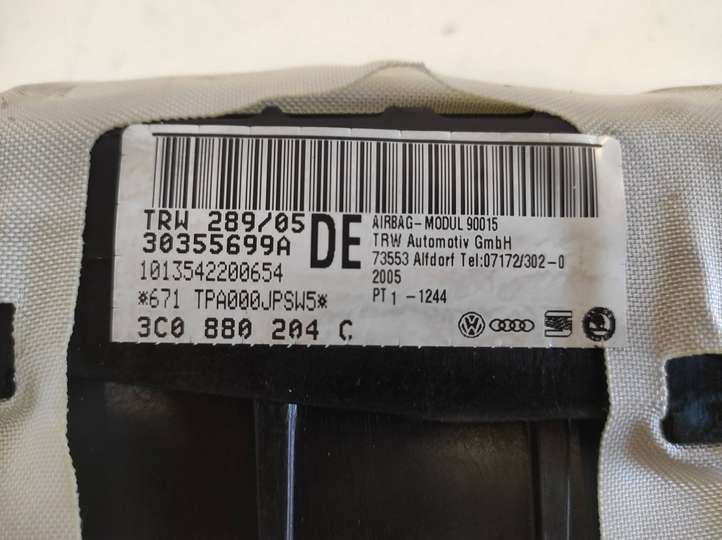 TRW 289/05
30355699A
1013542200654
*671 TPA000JPSW5*
3C0 880 204 C
DE
AIRBAG-MODUL 90015
TRW Automotiv GmbH
73553 Alfdorf Tel:07172/302-0
2005
PT1 -1244